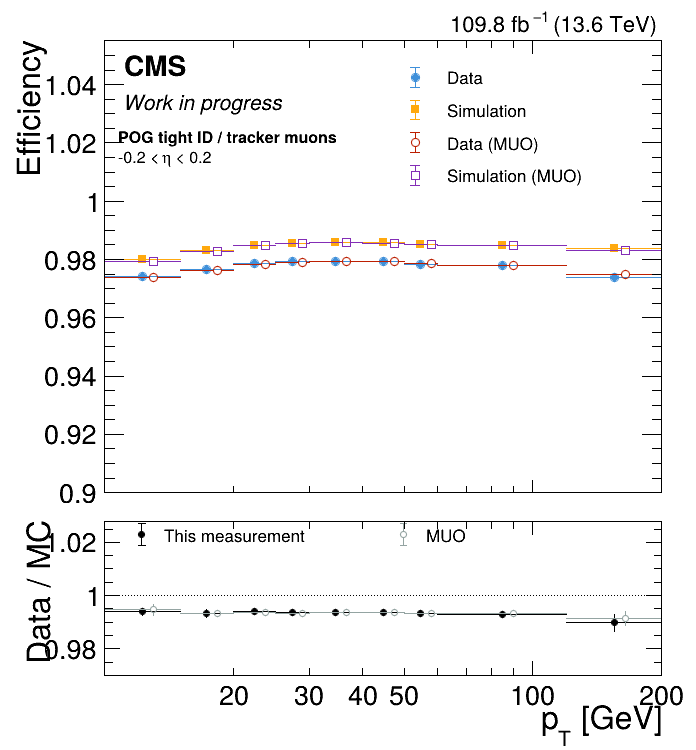 109.8 fb⁻¹ (13.6 TeV)
Efficiency
CMS
Work in progress
POG tight ID / tracker muons
-0.2 < η < 0.2
Data
Simulation
Data (MUO)
Simulation (MUO)
1.04
1.02
1
0.98
0.96
0.94
0.92
0.9
Data / MC
This measurement
MUO
1.02
1
0.98
20
30
40
50
100
200
p_T [GeV]